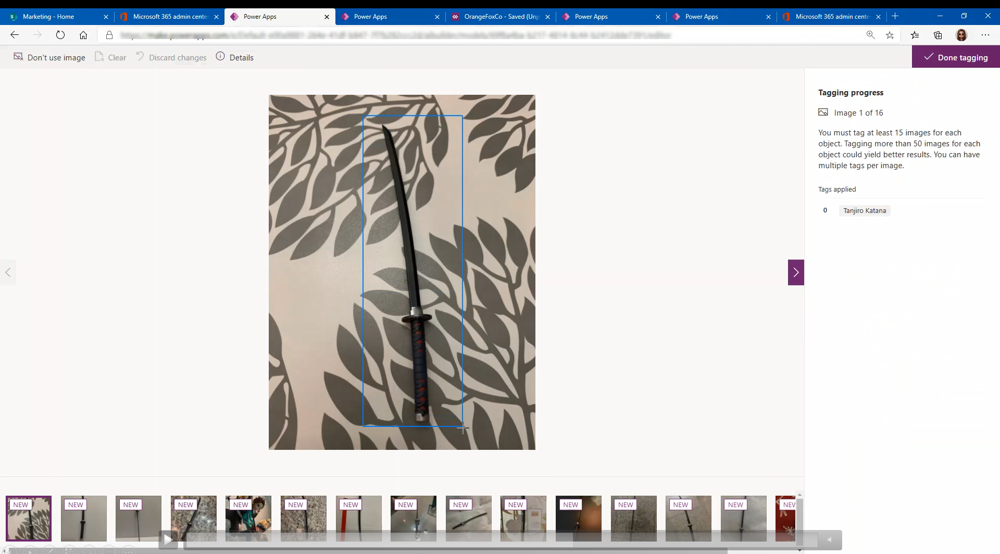 Marketing - Home
Microsoft 365 admin cente
Power Apps
Power Apps
OrangeFoxCo - Saved (Unp
Power Apps
Power Apps
Microsoft 365 admin cente
Don't use image
Clear
Discard changes
Details
Done tagging
Tagging progress
Image 1 of 16
You must tag at least 15 images for each
object. Tagging more than 50 images for each
object could yield better results. You can have
multiple tags per image.
Tags applied
0 Tanjiro Katana
NEW NEW NEW NEW NEW NEW NEW NEW NEW NEW NEW NEW NEW NEW NEW